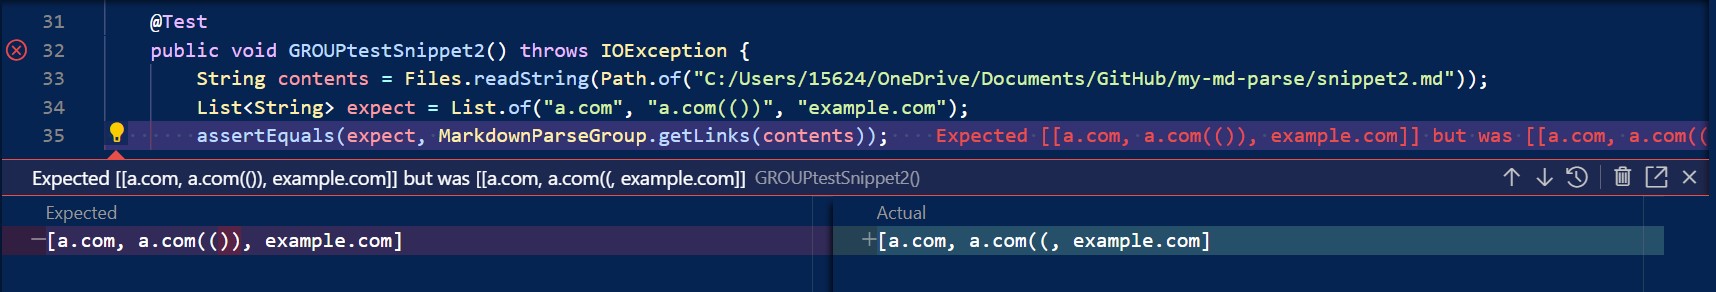 31 @Test
32 public void GROUPtestSnippet2() throws IOException {
33 String contents = Files.readString(Path.of("C:/Users/15624/OneDrive/Documents/GitHub/my-md-parse/snippet2.md"));
34 List<String> expect = List.of("a.com", "a.com(())", "example.com");
35 assertEquals(expect, MarkdownParseGroup.getLinks(contents)); Expected [[a.com, a.com(()), example.com]] but was [[a.com, a.com((
Expected [[a.com, a.com(()), example.com]] but was [[a.com, a.com((, example.com]] GROUPtestSnippet2()
Expected Actual
−[a.com, a.com(()), example.com] +[a.com, a.com((, example.com]